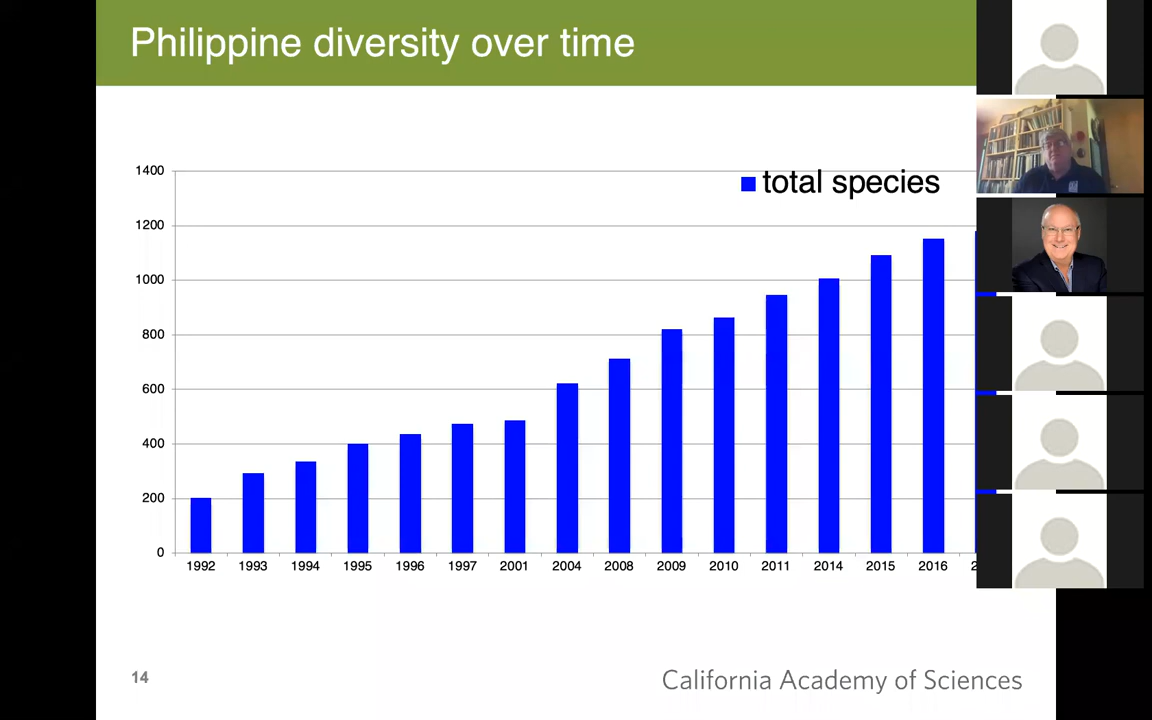 Philippine diversity over time
total species
1400
1200
1000
800
600
400
200
0
1992 1993 1994 1995 1996 1997 2001 2004 2008 2009 2010 2011 2014 2015 2016
14
California Academy of Sciences